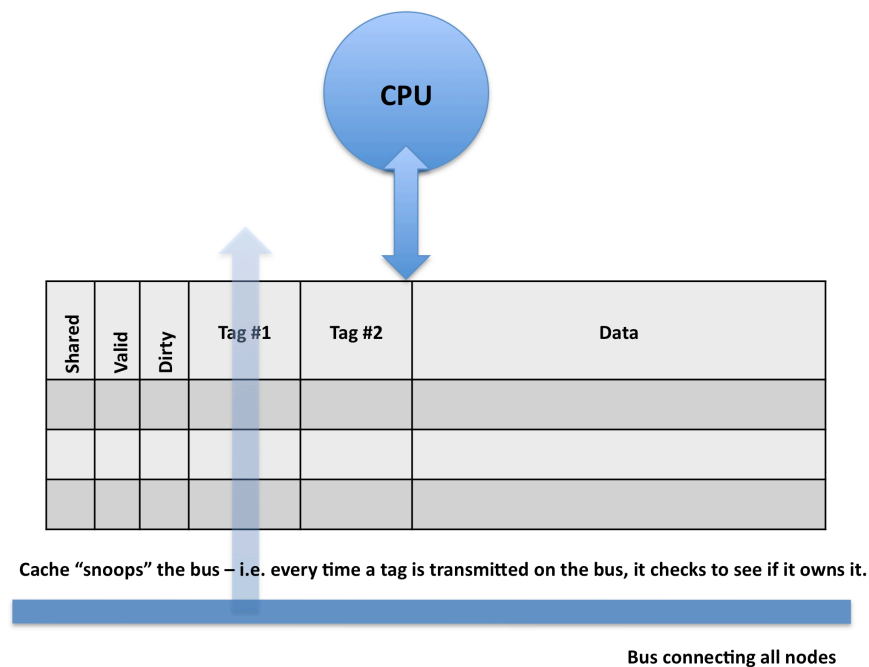 CPU
Shared
Valid
Dirty
Tag #1
Tag #2
Data
Cache “snoops” the bus – i.e. every time a tag is transmitted on the bus, it checks to see if it owns it.
Bus connecting all nodes